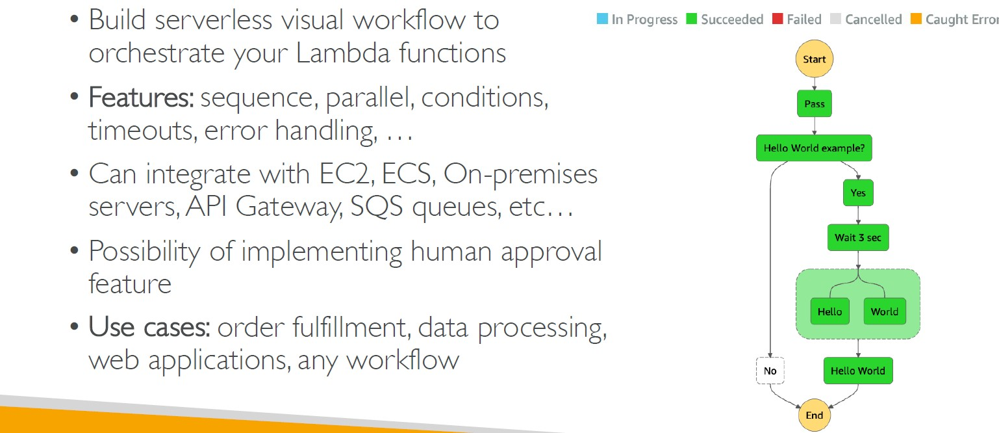 • Build serverless visual workflow to
orchestrate your Lambda functions
• Features: sequence, parallel, conditions,
timeouts, error handling, …
• Can integrate with EC2, ECS, On-premises
servers, API Gateway, SQS queues, etc…
• Possibility of implementing human approval
feature
• Use cases: order fulfillment, data processing,
web applications, any workflow
In Progress Succeeded Failed Cancelled Caught Error
Start
Pass
Hello World example?
Yes
Wait 3 sec
Hello World
No Hello World
End